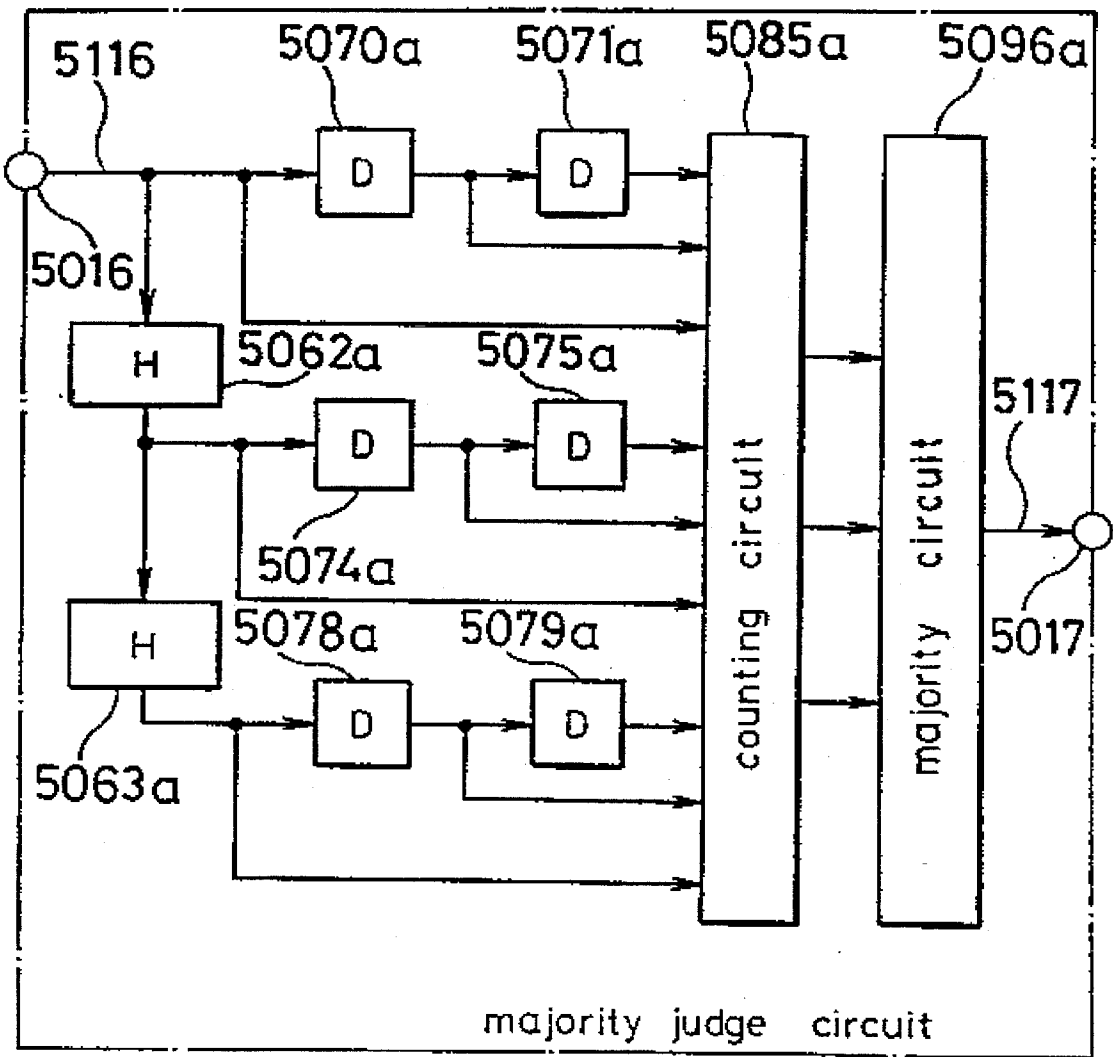 5070a
5071a
5085a
5096a
5116
D
D
5016
H
5062a
5075a
5117
D
D
5074a
counting circuit
majority circuit
H
5078a
5079a
5017
D
D
5063a
majority judge circuit